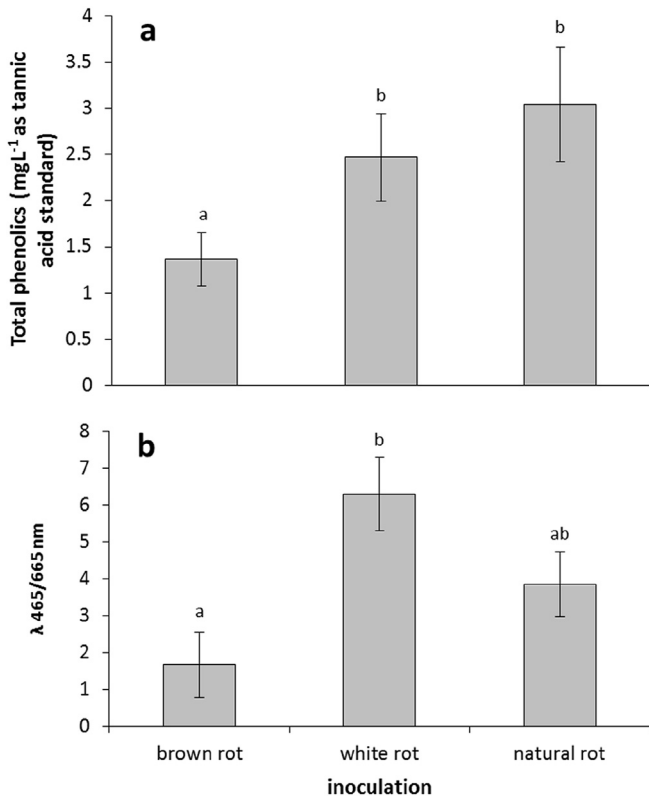 a
Total phenolics (mgL⁻¹ as tannic
acid standard)
4
3.5
3
2.5
2
1.5
1
0.5
0
a
b
b
b
λ 465/665 nm
8
7
6
5
4
3
2
1
0
a
b
ab
brown rot white rot natural rot
inoculation